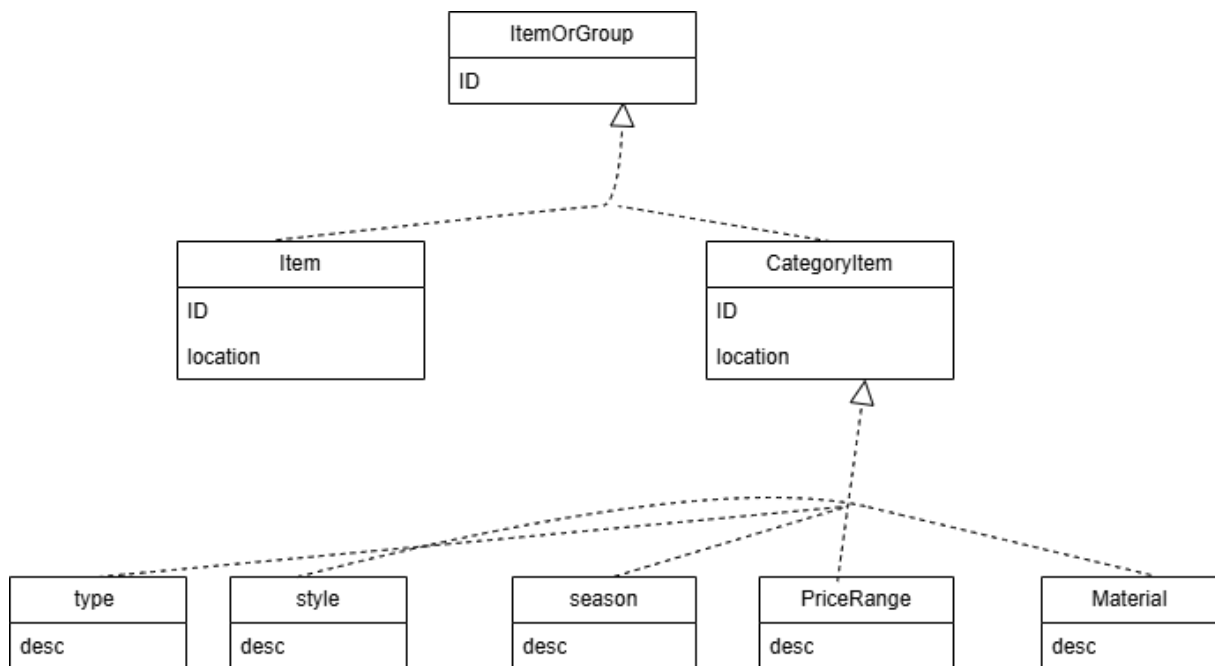 ItemOrGroup
ID
Item
ID
location
CategoryItem
ID
location
type
desc
style
desc
season
desc
PriceRange
desc
Material
desc